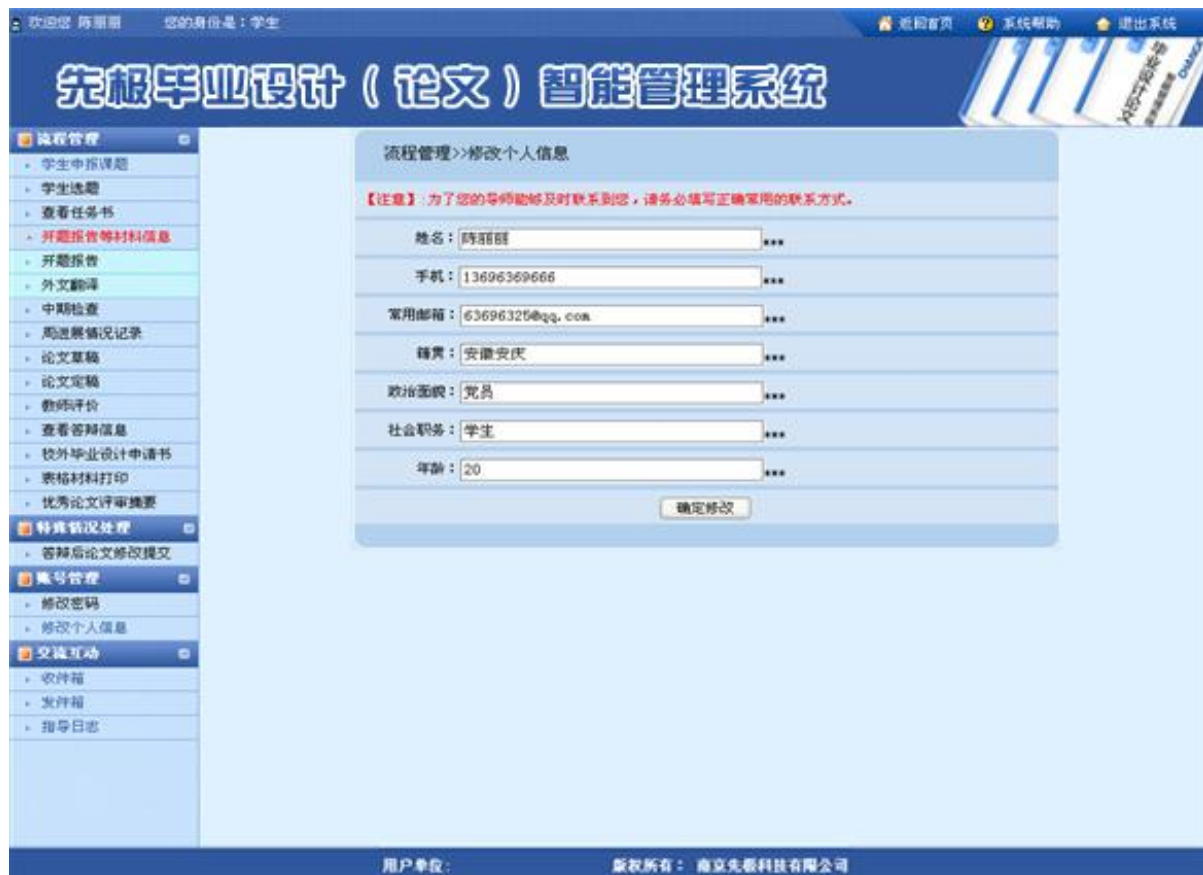 欢迎您 陈丽丽 您的身份是：学生 返回首页 系统帮助 退出系统
先极毕业设计（论文）智能管理系统
流程管理
学生申报课题
学生选题
查看任务书
开题报告等材料信息
开题报告
外文翻译
中期检查
周进展情况记录
论文草稿
论文定稿
教师评价
查看答辩信息
校外毕业设计申请书
表格材料打印
优秀论文评审摘要
特殊情况处理
答辩后论文修改提交
账号管理
修改密码
修改个人信息
交流互动
收件箱
发件箱
指导日志
流程管理>>修改个人信息
【注意】：为了您的导师能够及时联系到您，请务必填写正确常用的联系方式。
姓名：陈丽丽 ***
手机：13696369666 ***
常用邮箱：63696325@qq.com ***
籍贯：安徽安庆 ***
政治面貌：党员 ***
社会职务：学生 ***
年龄：20 ***
确定修改
用户单位： 版权所有： 南京先极科技有限公司